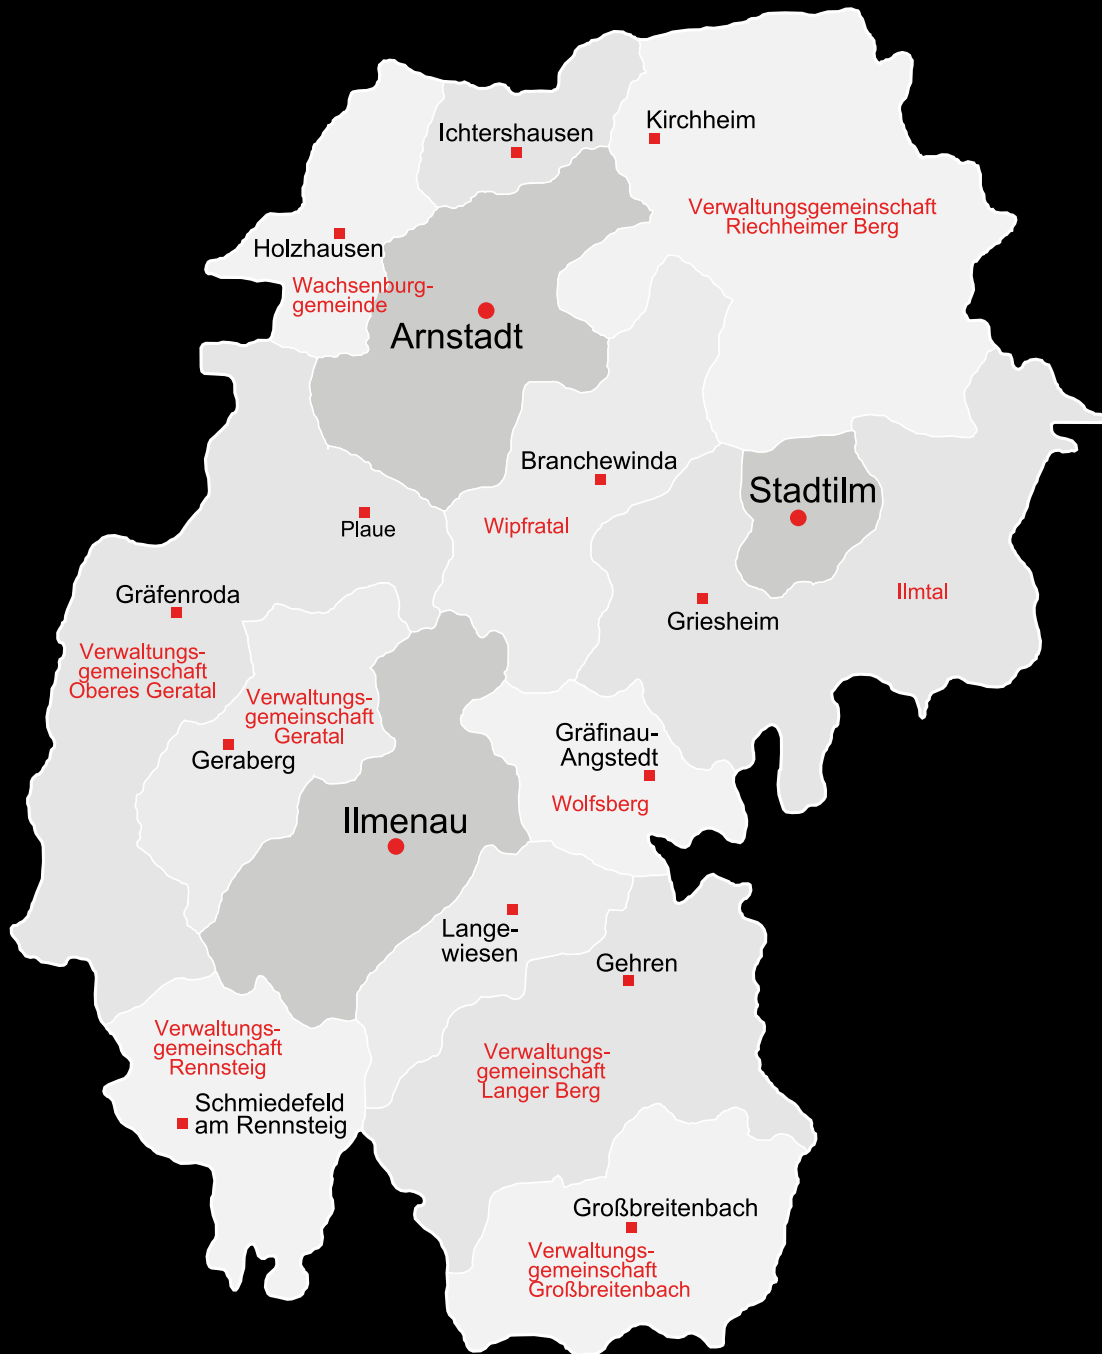 Kirchheim
Ichtershausen
Verwaltungsgemeinschaft
Riechheimer Berg
Holzhausen
Wachsenburg-
gemeinde
Arnstadt
Branchewinda
Stadtilm
Wipfratal
Plaue
Gräfenroda
Ilmtal
Griesheim
Verwaltungs-
gemeinschaft
Oberes Geratal
Verwaltungs-
gemeinschaft
Geratal
Geraberg
Gräfinau-
Angstedt
Wolfsberg
Ilmenau
Lange-
wiesen
Gehren
Verwaltungs-
gemeinschaft
Rennsteig
Verwaltungs-
gemeinschaft
Langer Berg
Schmiedefeld
am Rennsteig
Großbreitenbach
Verwaltungs-
gemeinschaft
Großbreitenbach